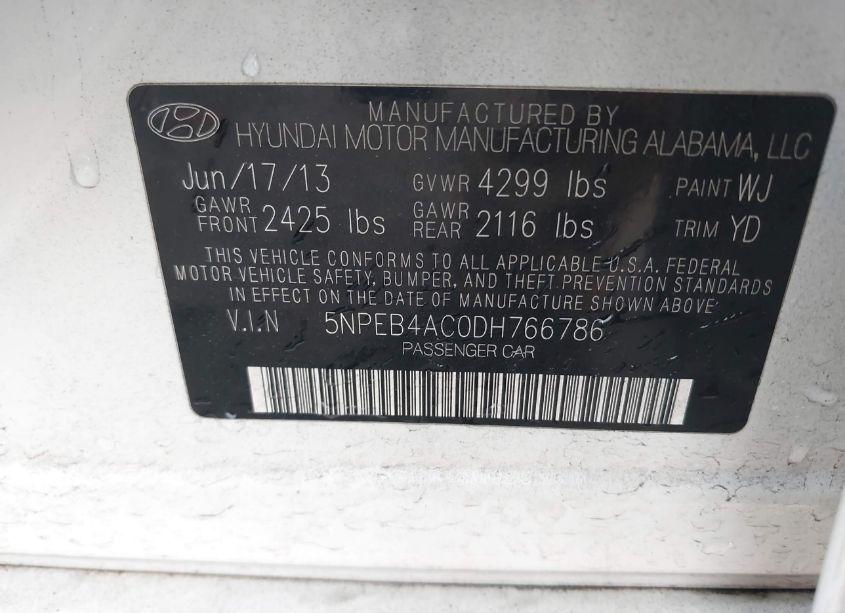 MANUFACTURED BY
HYUNDAI MOTOR MANUFACTURING ALABAMA, LLC
Jun/17/13 GVWR 4299 lbs PAINT WJ
GAWR FRONT 2425 lbs GAWR REAR 2116 lbs TRIM YD
THIS VEHICLE CONFORMS TO ALL APPLICABLE U.S.A. FEDERAL
MOTOR VEHICLE SAFETY, BUMPER, AND THEFT PREVENTION STANDARDS
IN EFFECT ON THE DATE OF MANUFACTURE SHOWN ABOVE
V.I.N 5NPEB4AC0DH766786
PASSENGER CAR